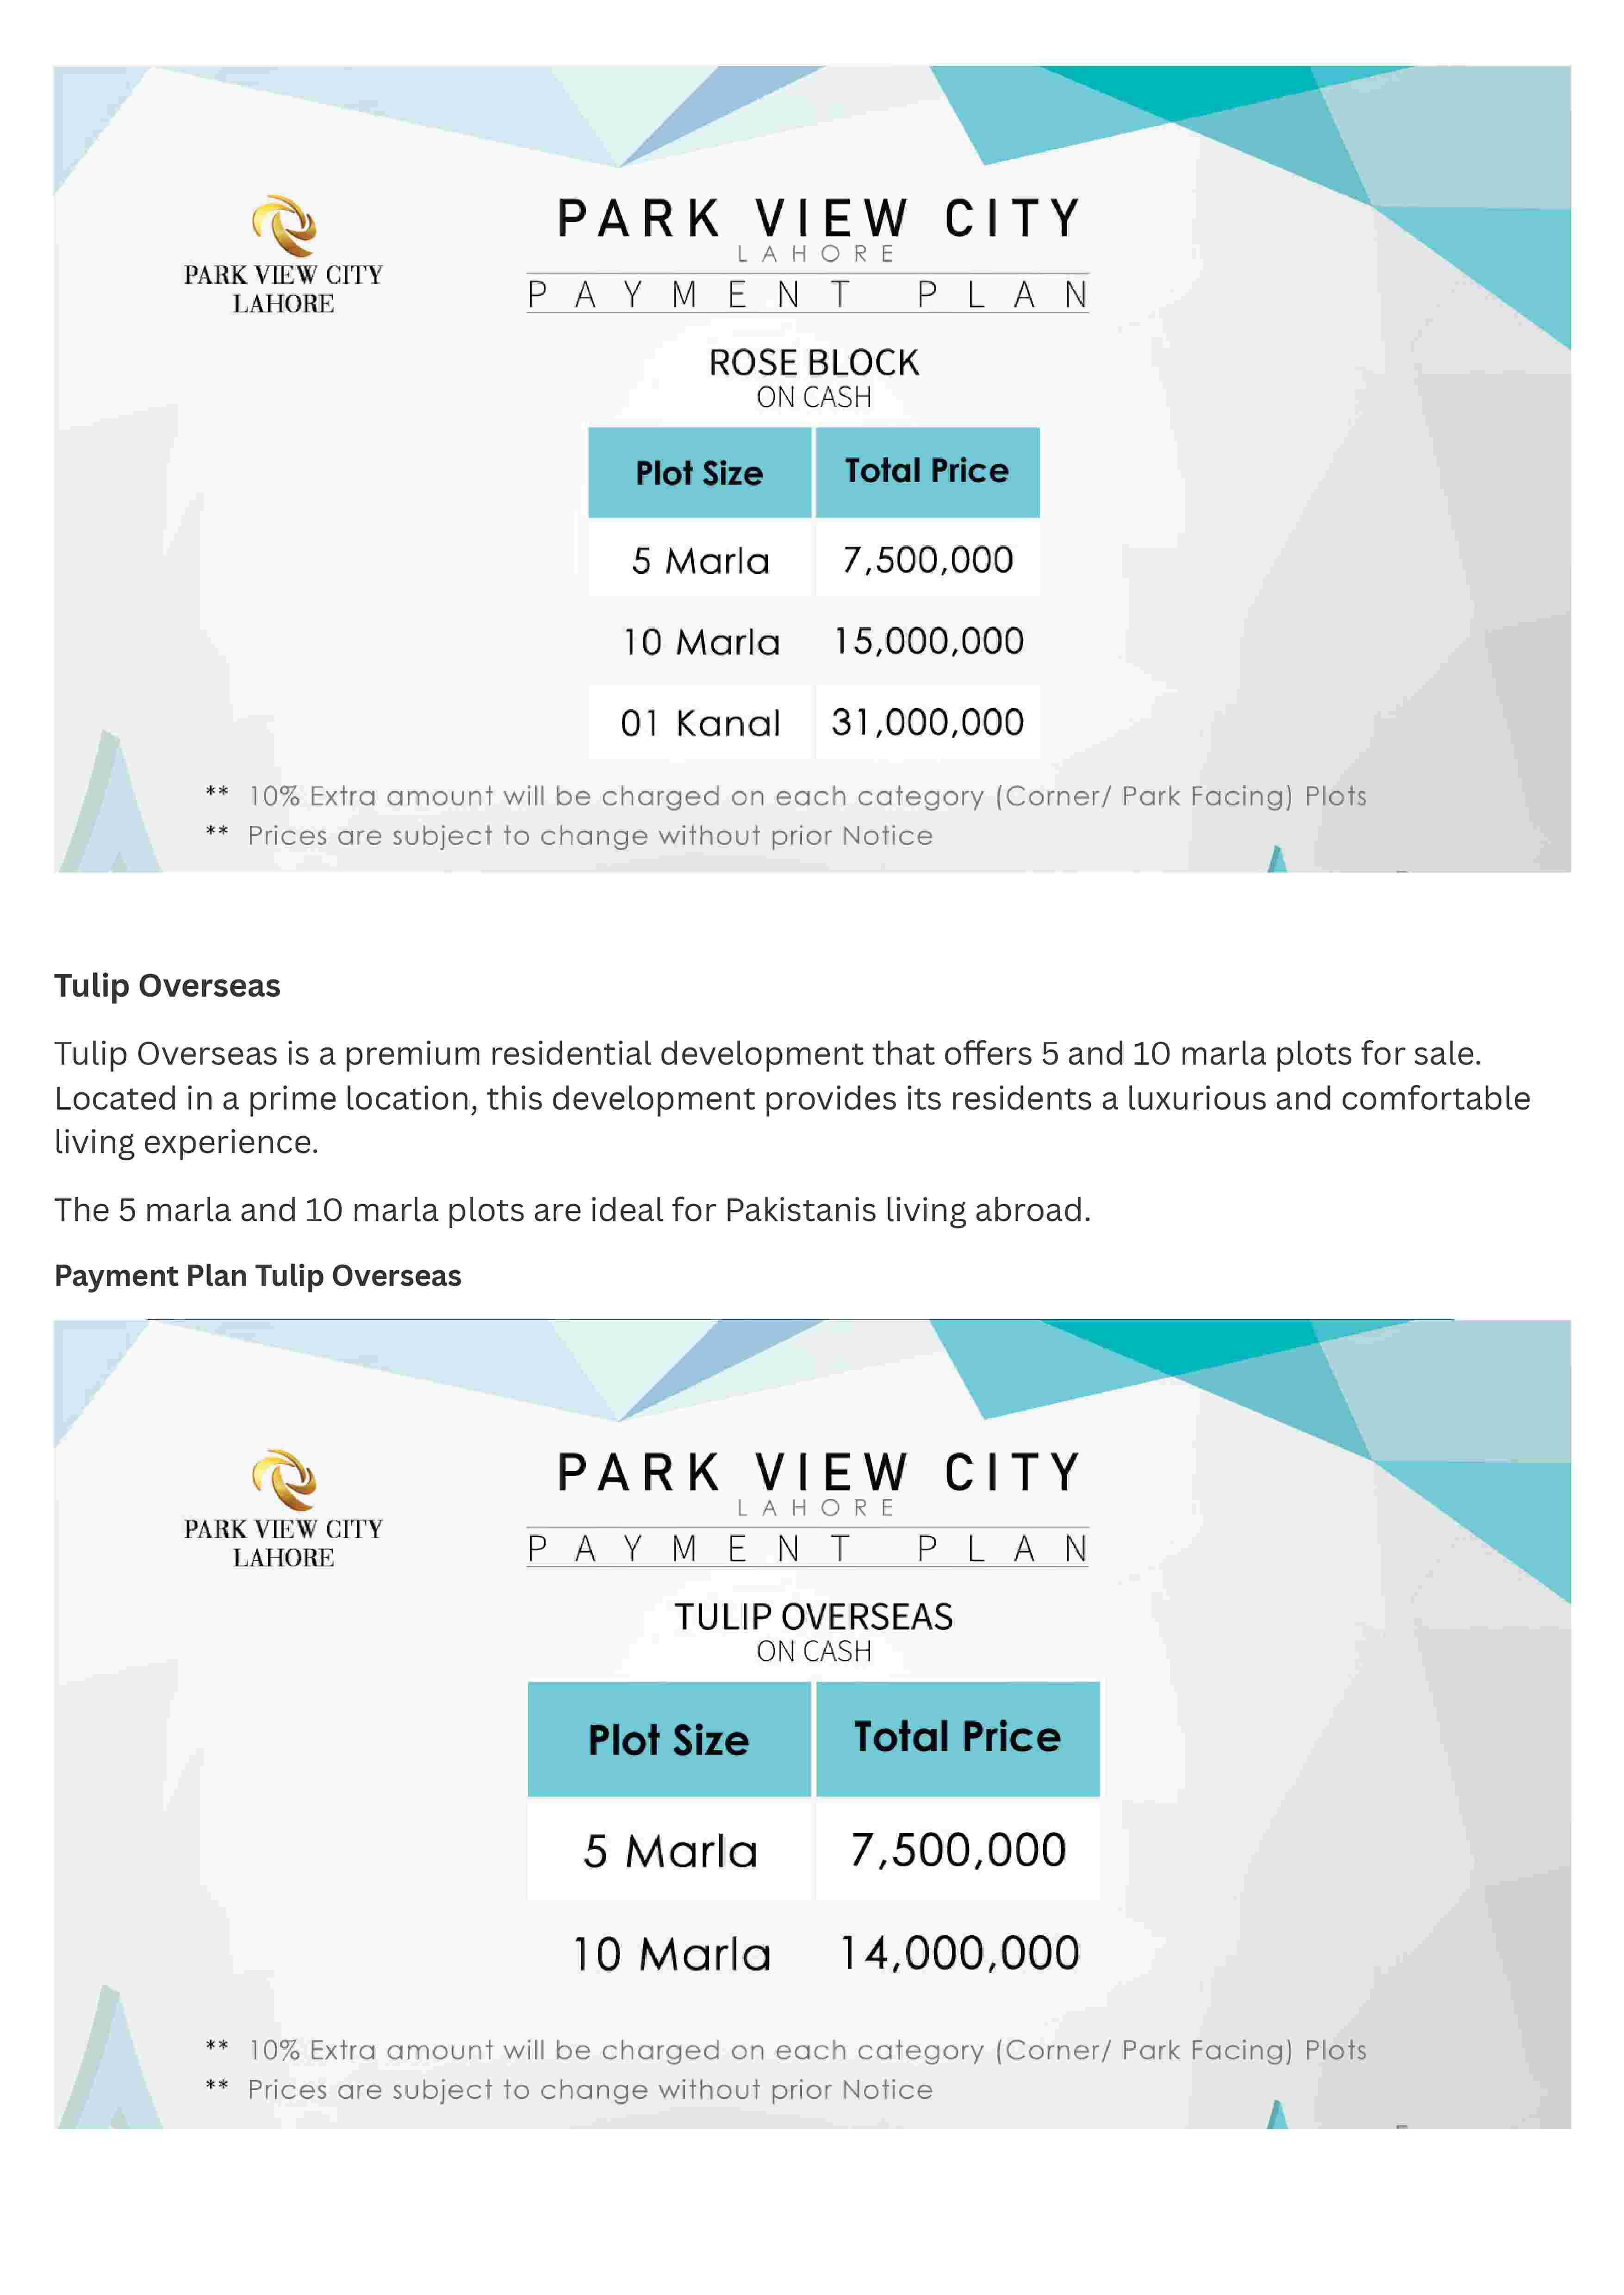 PARK VIEW CITY
LAHORE
PARK VIEW CITY
LAHORE
PAYMENT PLAN
ROSE BLOCK
ON CASH
Plot Size Total Price
5 Marla 7,500,000
10 Marla 15,000,000
01 Kanal 31,000,000
** 10% Extra amount will be charged on each category (Corner/ Park Facing) Plots
** Prices are subject to change without prior Notice
Tulip Overseas
Tulip Overseas is a premium residential development that offers 5 and 10 marla plots for sale.
Located in a prime location, this development provides its residents a luxurious and comfortable
living experience.
The 5 marla and 10 marla plots are ideal for Pakistanis living abroad.
Payment Plan Tulip Overseas
PARK VIEW CITY
LAHORE
PARK VIEW CITY
LAHORE
PAYMENT PLAN
TULIP OVERSEAS
ON CASH
Plot Size Total Price
5 Marla 7,500,000
10 Marla 14,000,000
** 10% Extra amount will be charged on each category (Corner/ Park Facing) Plots
** Prices are subject to change without prior Notice